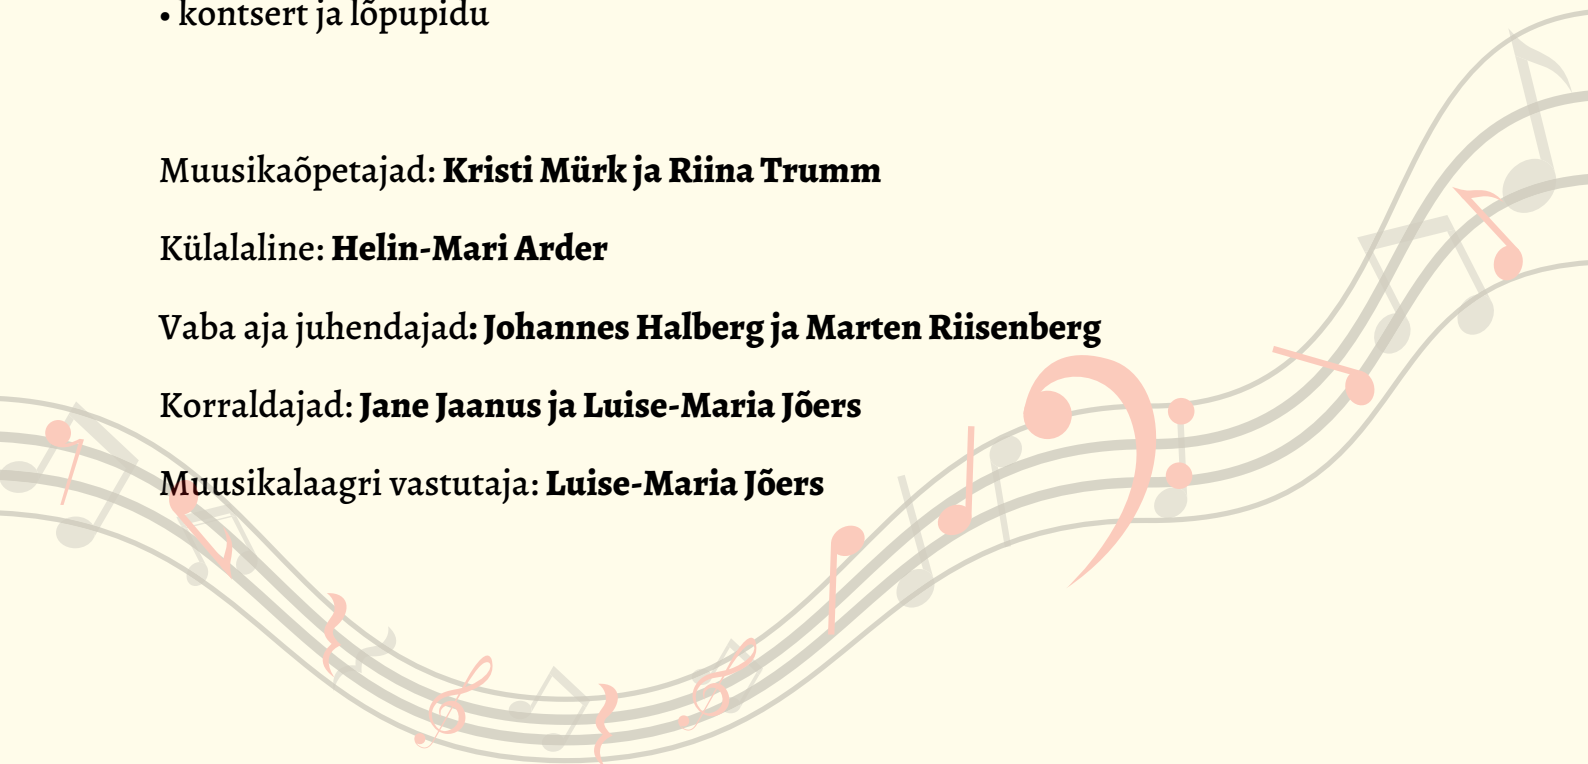 • kontsert ja lõpupidu
Muusikaõpetajad: Kristi Mürk ja Riina Trumm
Külalaline: Helin-Mari Arder
Vaba aja juhendajad: Johannes Halberg ja Marten Riisenberg
Korraldajad: Jane Jaanus ja Luise-Maria Jõers
Muusikalaagri vastutaja: Luise-Maria Jõers